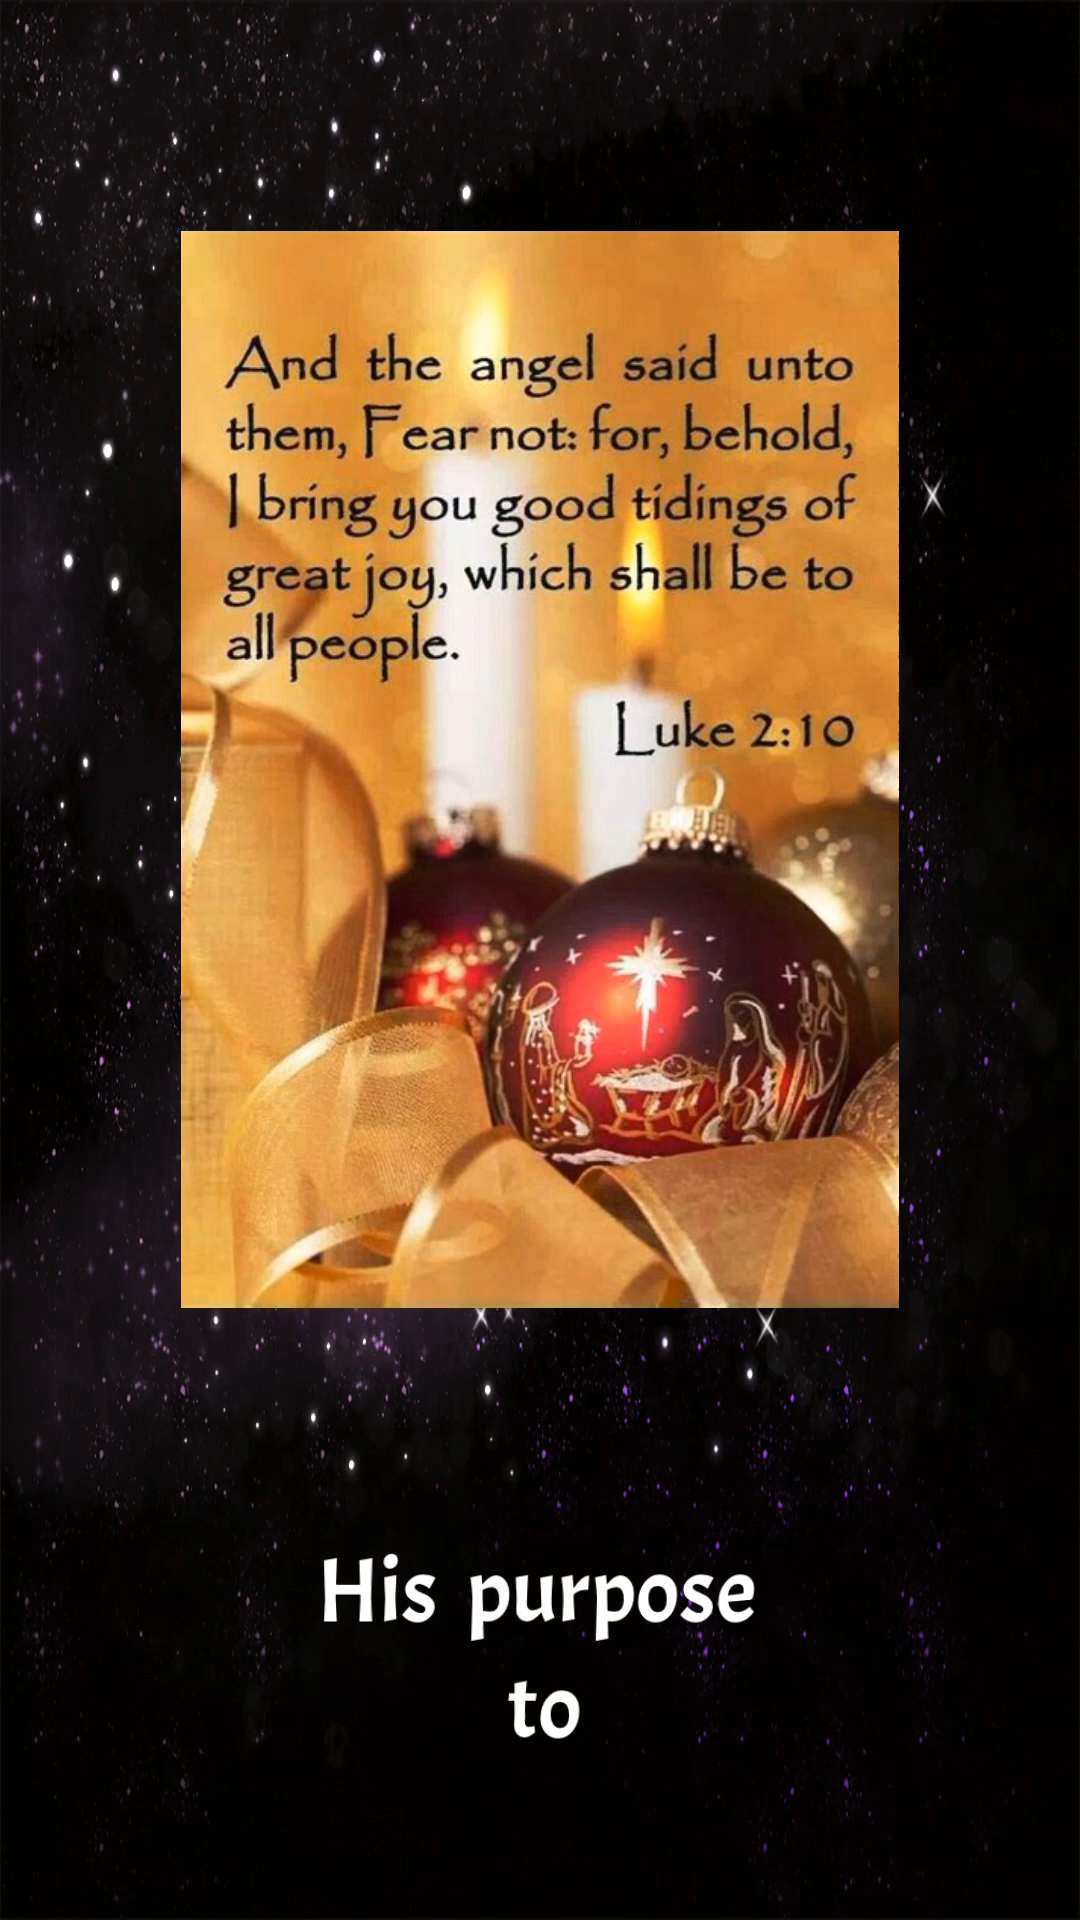 And the angel said unto
them, Fear not: for, behold,
I bring you good tidings of
great joy, which shall be to
all people.
Luke 2:10
His purpose
to